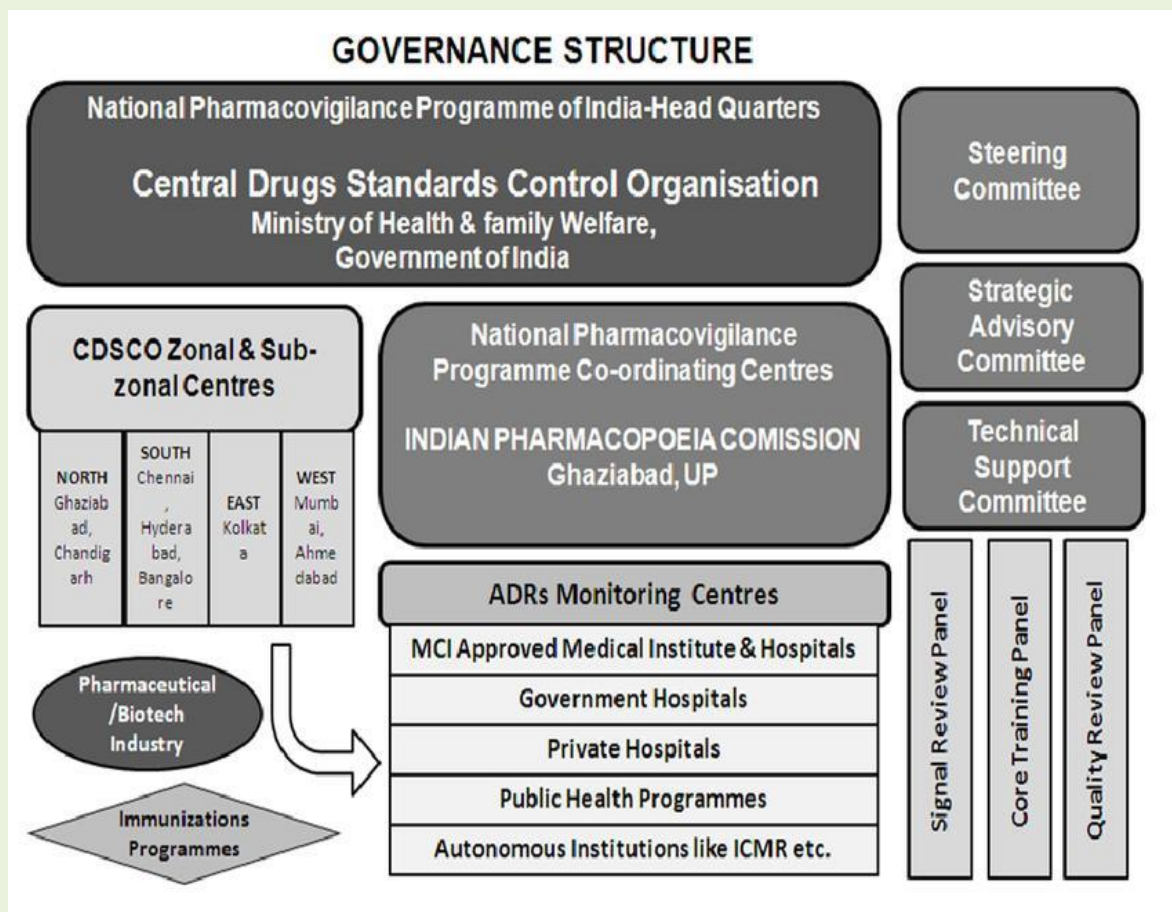 GOVERNANCE STRUCTURE
National Pharmacovigilance Programme of India-Head Quarters
Central Drugs Standards Control Organisation
Ministry of Health & family Welfare,
Government of India
Steering
Committee
Strategic
Advisory
Committee
Technical
Support
Committee
CDSCO Zonal & Sub-
zonal Centres
NORTH
Ghaziab
ad,
Chandig
arh
SOUTH
Chennai
,
Hydera
bad,
Bangalo
re
EAST
Kolkat
a
WEST
Mumb
ai,
Ahme
dabad
National Pharmacovigilance
Programme Co-ordinating Centres
INDIAN PHARMACOPOEIA COMISSION
Ghaziabad, UP
ADRs Monitoring Centres
MCI Approved Medical Institute & Hospitals
Government Hospitals
Private Hospitals
Public Health Programmes
Autonomous Institutions like ICMR etc.
Pharmaceutical
/Biotech
Industry
Immunizations
Programmes
Signal Review Panel
Core Training Panel
Quality Review Panel